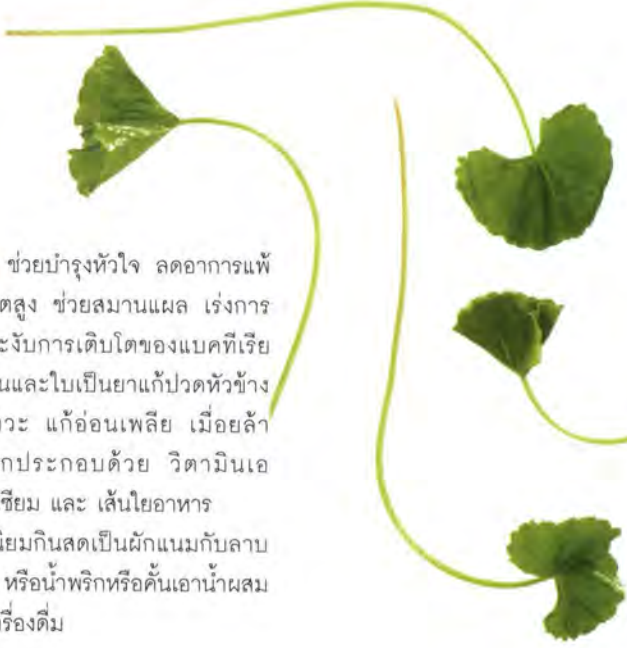 ช่วยบำรุงหัวใจ ลดอาการแพ้
ตสูง ช่วยสมานแผล เร่งการ
ะงับการเติบโตของแบคทีเรีย
นและใบเป็นยาแก้ปวดหัวข้าง
วะ แก้อ่อนเพลีย เมื่อยล้า
กประกอบด้วย วิตามินเอ
ซียม และ เส้นใยอาหาร
นิยมกินสดเป็นผักแนมกับลาบ
หรือน้ำพริกหรือคั้นเอาน้ำผสม
รื่องดื่ม